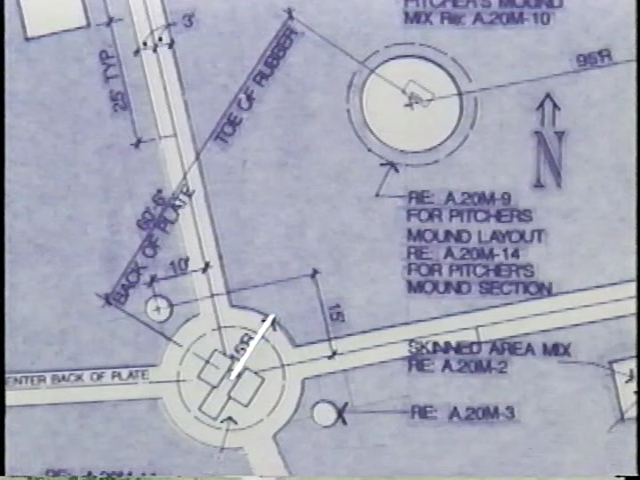 PITCHER'S MOUND
MIX Re: A.20M-10
3'
25' TYP.
TOE OF RUBBER
95'R
N
60'-6"
BACK OF PLATE
RE: A.20M-9
FOR PITCHERS
MOUND LAYOUT
RE: A.20M-14
FOR PITCHER'S
MOUND SECTION
10'
15'
SKINNED AREA MIX
RE: A.20M-2
ENTER BACK OF PLATE
RE: A.20M-3